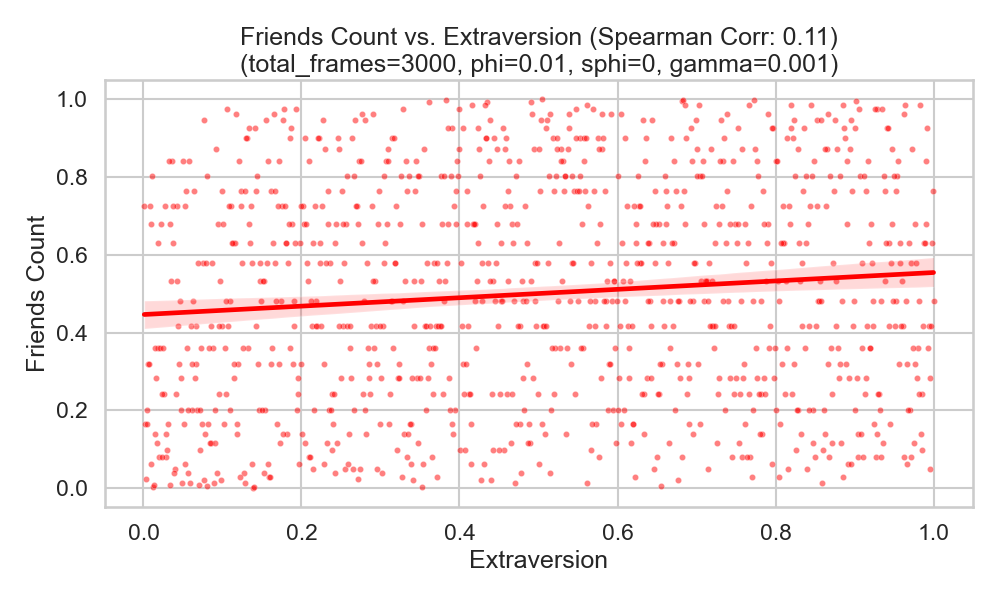 Friends Count vs. Extraversion (Spearman Corr: 0.11)
(total_frames=3000, phi=0.01, sphi=0, gamma=0.001)
1.0
0.8
0.6
0.4
0.2
0.0
Friends Count
0.0 0.2 0.4 0.6 0.8 1.0
Extraversion